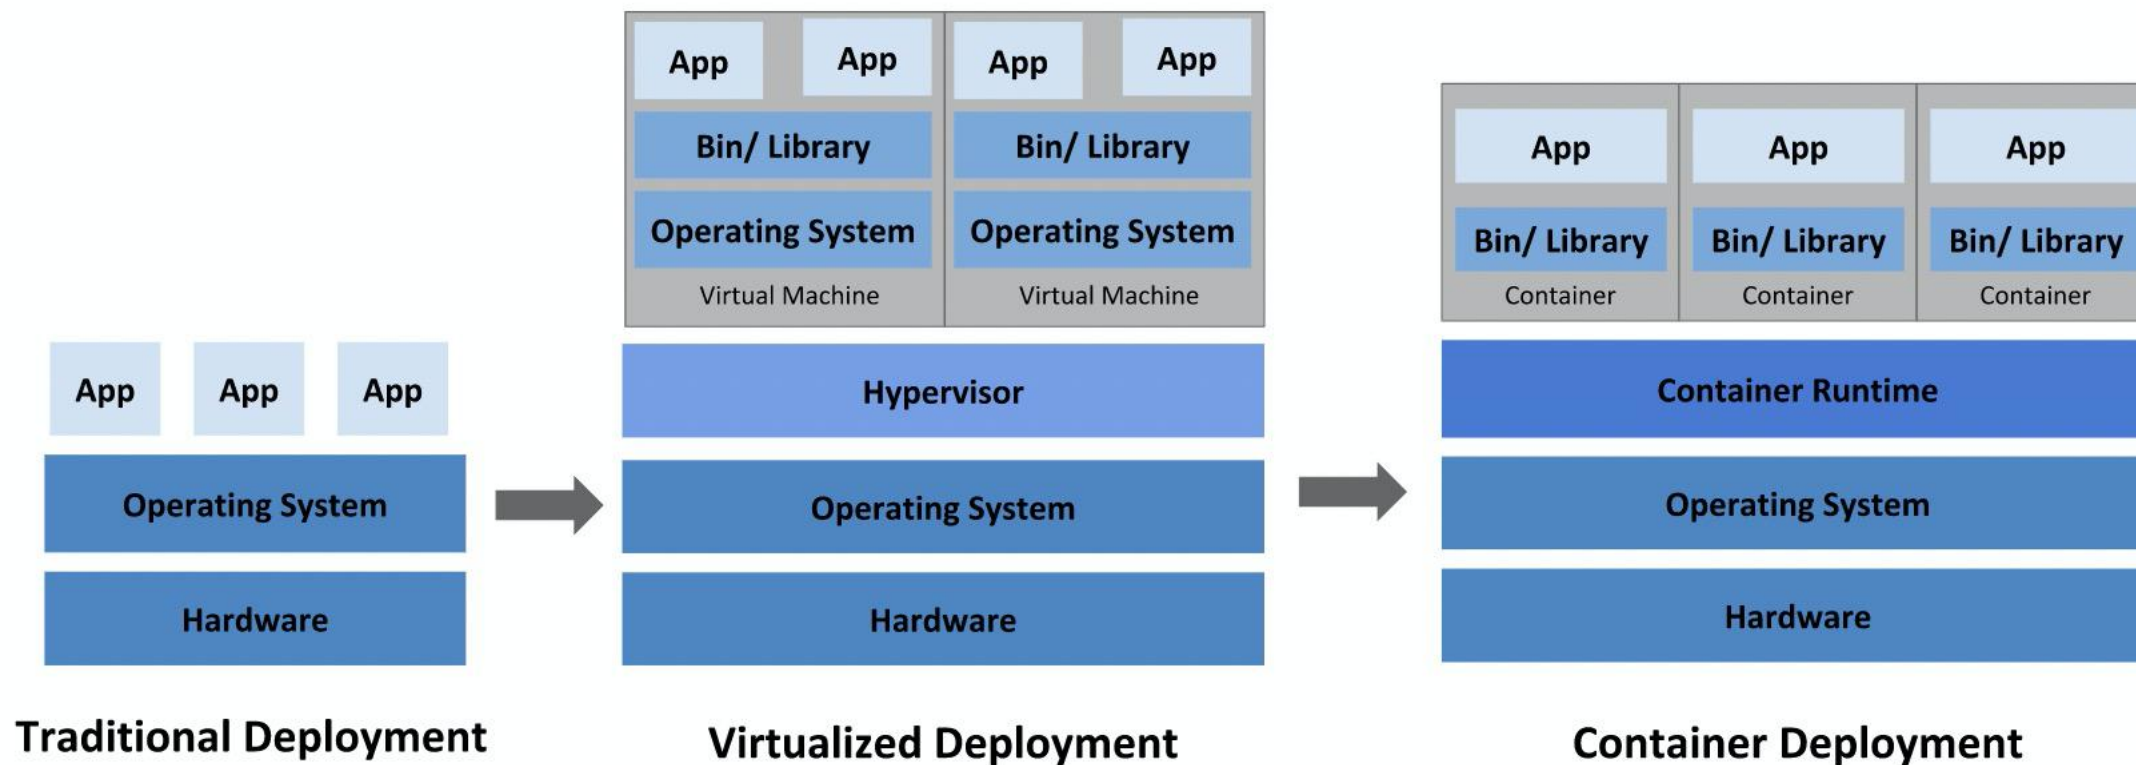 App App App
Operating System
Hardware
Traditional Deployment
App App App App
Bin/ Library Bin/ Library
Operating System Operating System
Virtual Machine Virtual Machine
Hypervisor
Operating System
Hardware
Virtualized Deployment
App App App
Bin/ Library Bin/ Library Bin/ Library
Container Container Container
Container Runtime
Operating System
Hardware
Container Deployment